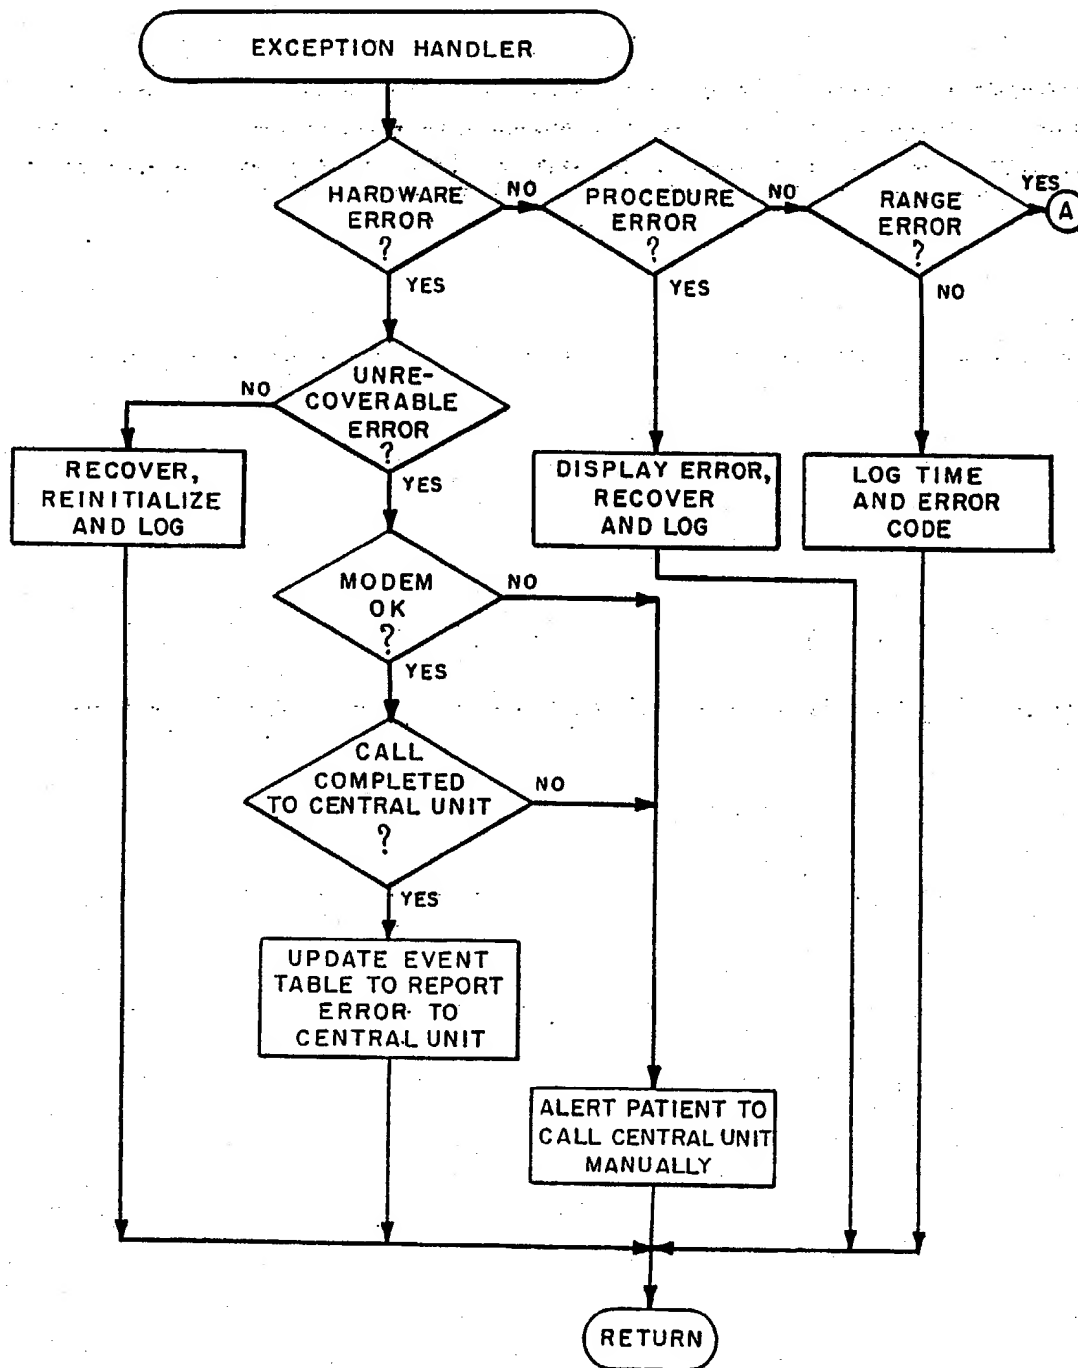 EXCEPTION HANDLER
HARDWARE
ERROR
?
NO
YES
PROCEDURE
ERROR
?
NO
YES
RANGE
ERROR
?
YES
A
NO
UNRE-
COVERABLE
ERROR
?
NO
YES
RECOVER,
REINITIALIZE
AND LOG
DISPLAY ERROR,
RECOVER
AND LOG
LOG TIME
AND ERROR
CODE
MODEM
OK
?
NO
YES
CALL
COMPLETED
TO CENTRAL UNIT
?
NO
YES
UPDATE EVENT
TABLE TO REPORT
ERROR TO
CENTRAL UNIT
ALERT PATIENT TO
CALL CENTRAL UNIT
MANUALLY
RETURN